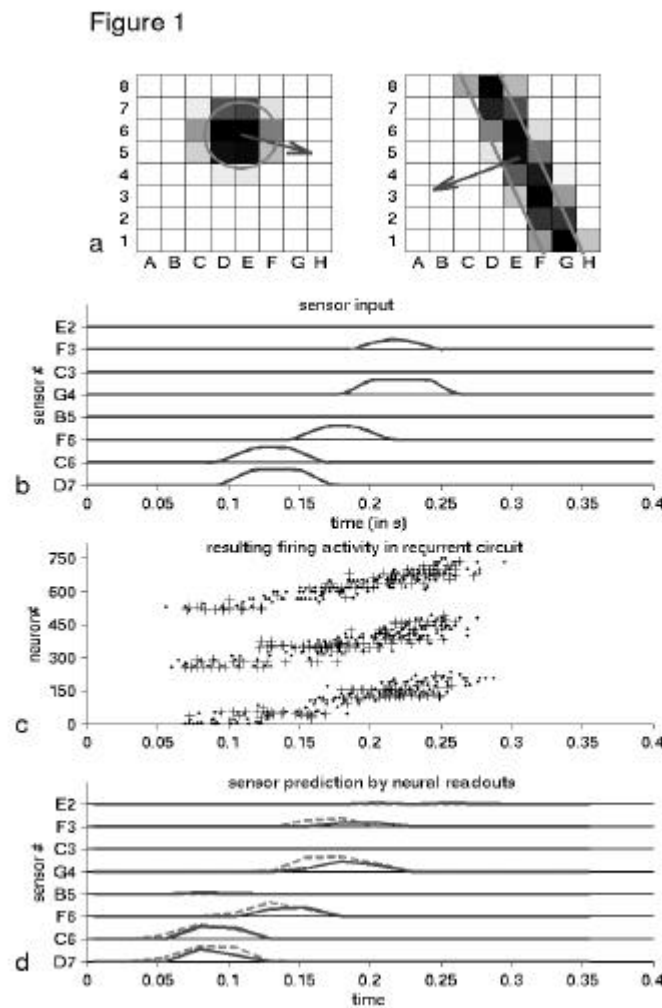 Figure 1
8
7
6
5
4
3
2
1
A B C D E F G H
8
7
6
5
4
3
2
1
A B C D E F G H
a
sensor input
sensor #
E2
F3
C3
G4
B5
F6
C6
D7
0 0.05 0.1 0.15 0.2 0.25 0.3 0.35 0.4
time (in s)
b
resulting firing activity in recurrent circuit
neuron#
750
600
450
300
150
0
0 0.05 0.1 0.15 0.2 0.25 0.3 0.35 0.4
c
sensor prediction by neural readouts
sensor #
E2
F3
C3
G4
B5
F6
C6
D7
0 0.05 0.1 0.15 0.2 0.25 0.3 0.35 0.4
time
d